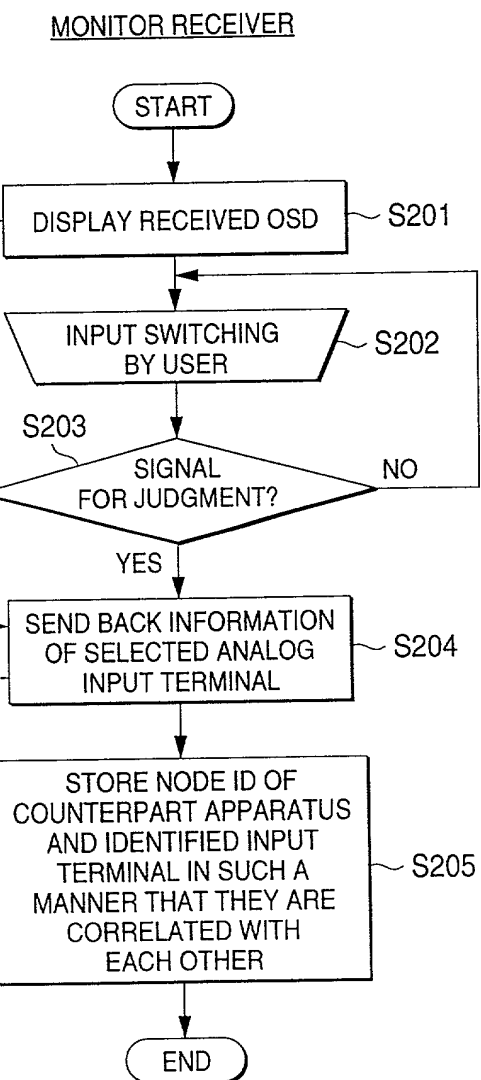 MONITOR RECEIVER
START
DISPLAY RECEIVED OSD
S201
INPUT SWITCHING
BY USER
S202
S203
SIGNAL
FOR JUDGMENT?
NO
YES
SEND BACK INFORMATION
OF SELECTED ANALOG
INPUT TERMINAL
S204
STORE NODE ID OF
COUNTERPART APPARATUS
AND IDENTIFIED INPUT
TERMINAL IN SUCH A
MANNER THAT THEY ARE
CORRELATED WITH
EACH OTHER
S205
END